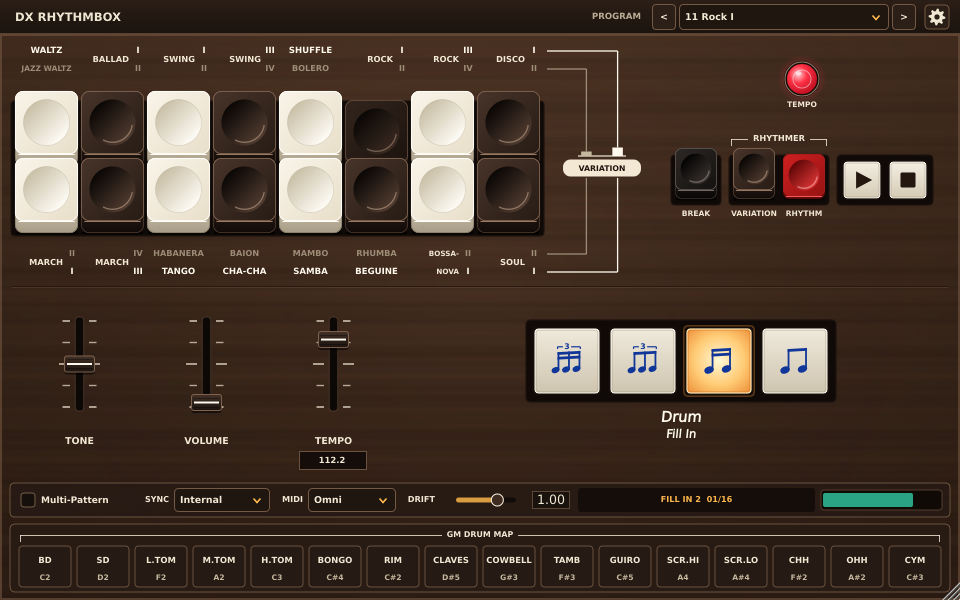 DX RHYTHMBOX
PROGRAM < 11 Rock I >
WALTZ
JAZZ WALTZ
BALLAD I II
SWING I II
SWING III IV
SHUFFLE
BOLERO
ROCK I II
ROCK III IV
DISCO I II
VARIATION
TEMPO
RHYTHMER
BREAK VARIATION RHYTHM
MARCH II I
MARCH IV III
HABANERA
TANGO
BAION
CHA-CHA
MAMBO
SAMBA
RHUMBA
BEGUINE
BOSSA- II
NOVA I
SOUL II I
3 3
Drum
Fill In
TONE VOLUME TEMPO
112.2
Multi-Pattern SYNC Internal MIDI Omni DRIFT 1.00 FILL IN 2 01/16
GM DRUM MAP
BD SD L.TOM M.TOM H.TOM BONGO RIM CLAVES COWBELL TAMB GUIRO SCR.HI SCR.LO CHH OHH CYM
C2 D2 F2 A2 C3 C#4 C#2 D#5 G#3 F#3 C#5 A4 A#4 F#2 A#2 C#3